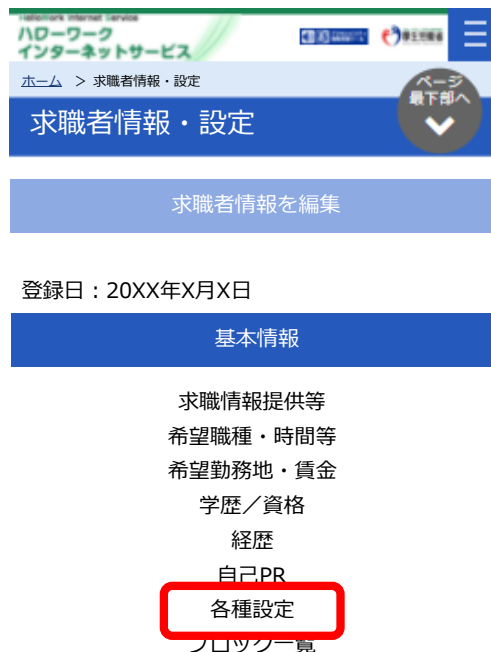 HelloWork Internet Service
ハローワーク
インターネットサービス
ホーム > 求職者情報・設定
ページ
最下部へ
求職者情報・設定
求職者情報を編集
登録日：20XX年X月X日
基本情報
求職情報提供等
希望職種・時間等
希望勤務地・賃金
学歴／資格
経歴
自己PR
各種設定
ブロック一覧